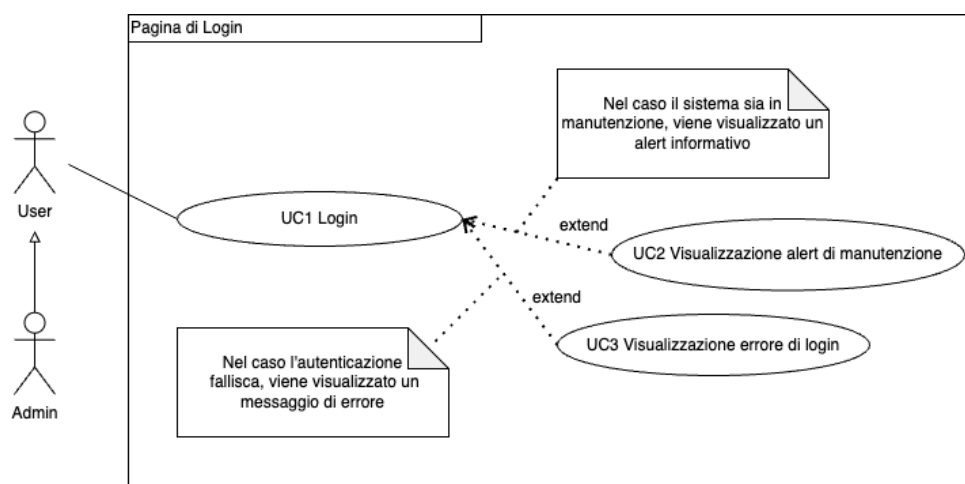 Pagina di Login
Nel caso il sistema sia in
manutenzione, viene visualizzato un
alert informativo
User
UC1 Login
extend
UC2 Visualizzazione alert di manutenzione
extend
UC3 Visualizzazione errore di login
Nel caso l'autenticazione
fallisca, viene visualizzato un
messaggio di errore
Admin